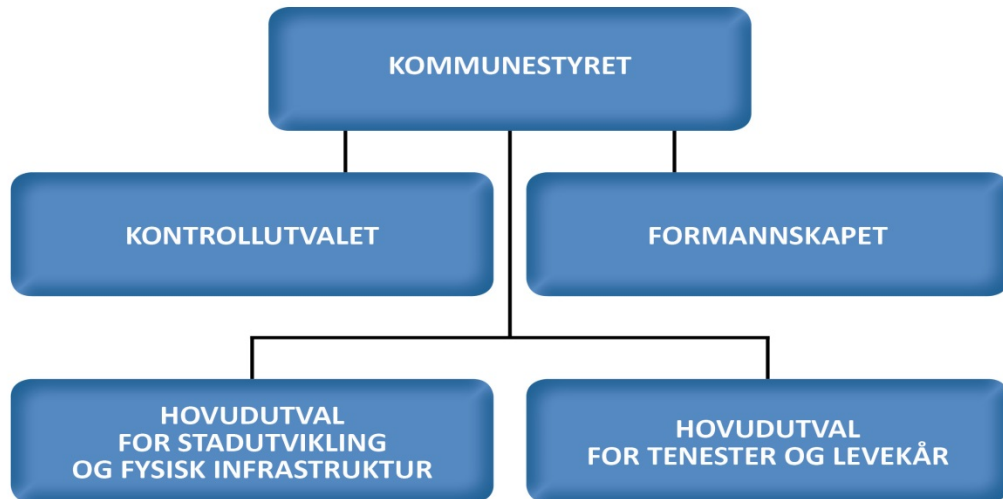 KOMMUNESTYRET
KONTROLLUTVALET
FORMANNSKAPET
HOVUDUTVAL
FOR STADUTVIKLING
OG FYSISK INFRASTRUKTUR
HOVUDUTVAL
FOR TENESTER OG LEVEKÅR